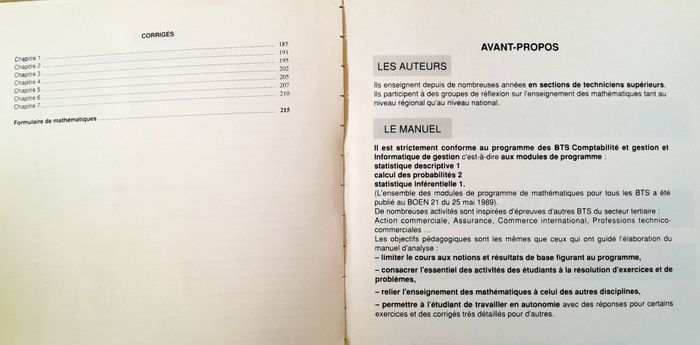 CORRIGÉS
Chapitre 1 ........ 185
Chapitre 2 ........ 191
Chapitre 3 ........ 195
Chapitre 4 ........ 202
Chapitre 5 ........ 205
Chapitre 6 ........ 207
Chapitre 7 ........ 210
Formulaire de mathématiques ........ 215
AVANT-PROPOS
LES AUTEURS
Ils enseignent depuis de nombreuses années en sections de techniciens supérieurs.
Ils participent à des groupes de réflexion sur l'enseignement des mathématiques tant au
niveau régional qu'au niveau national.
LE MANUEL
Il est strictement conforme au programme des BTS Comptabilité et gestion et
Informatique de gestion c'est-à-dire aux modules de programme :
statistique descriptive 1
calcul des probabilités 2
statistique inférentielle 1.
(L'ensemble des modules de programme de mathématiques pour tous les BTS a été
publié au BOEN 21 du 25 mai 1989).
De nombreuses activités sont inspirées d'épreuves d'autres BTS du secteur tertiaire :
Action commerciale, Assurance, Commerce international, Professions technico-
commerciales ...
Les objectifs pédagogiques sont les mêmes que ceux qui ont guidé l'élaboration du
manuel d'analyse :
– limiter le cours aux notions et résultats de base figurant au programme,
– consacrer l'essentiel des activités des étudiants à la résolution d'exercices et de
problèmes,
– relier l'enseignement des mathématiques à celui des autres disciplines,
– permettre à l'étudiant de travailler en autonomie avec des réponses pour certains
exercices et des corrigés très détaillés pour d'autres.